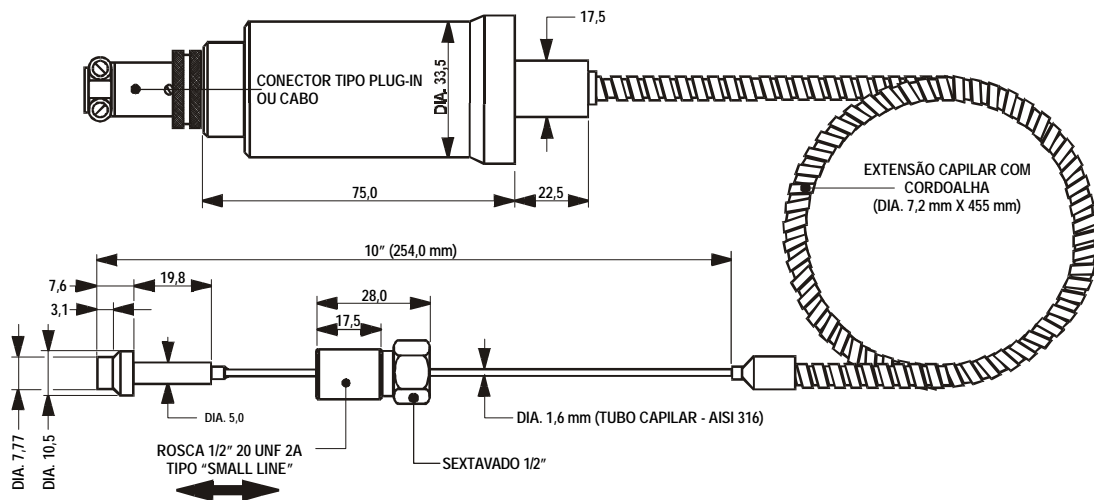 17,5
CONECTOR TIPO PLUG-IN
OU CABO
DIA. 33,5
EXTENSÃO CAPILAR COM
CORDOALHA
(DIA. 7,2 mm X 455 mm)
75,0
22,5
10” (254,0 mm)
7,6
19,8
3,1
28,0
17,5
DIA. 7,77
DIA. 10,5
DIA. 5,0
DIA. 1,6 mm (TUBO CAPILAR - AISI 316)
ROSCA 1/2” 20 UNF 2A
TIPO “SMALL LINE”
SEXTAVADO 1/2”